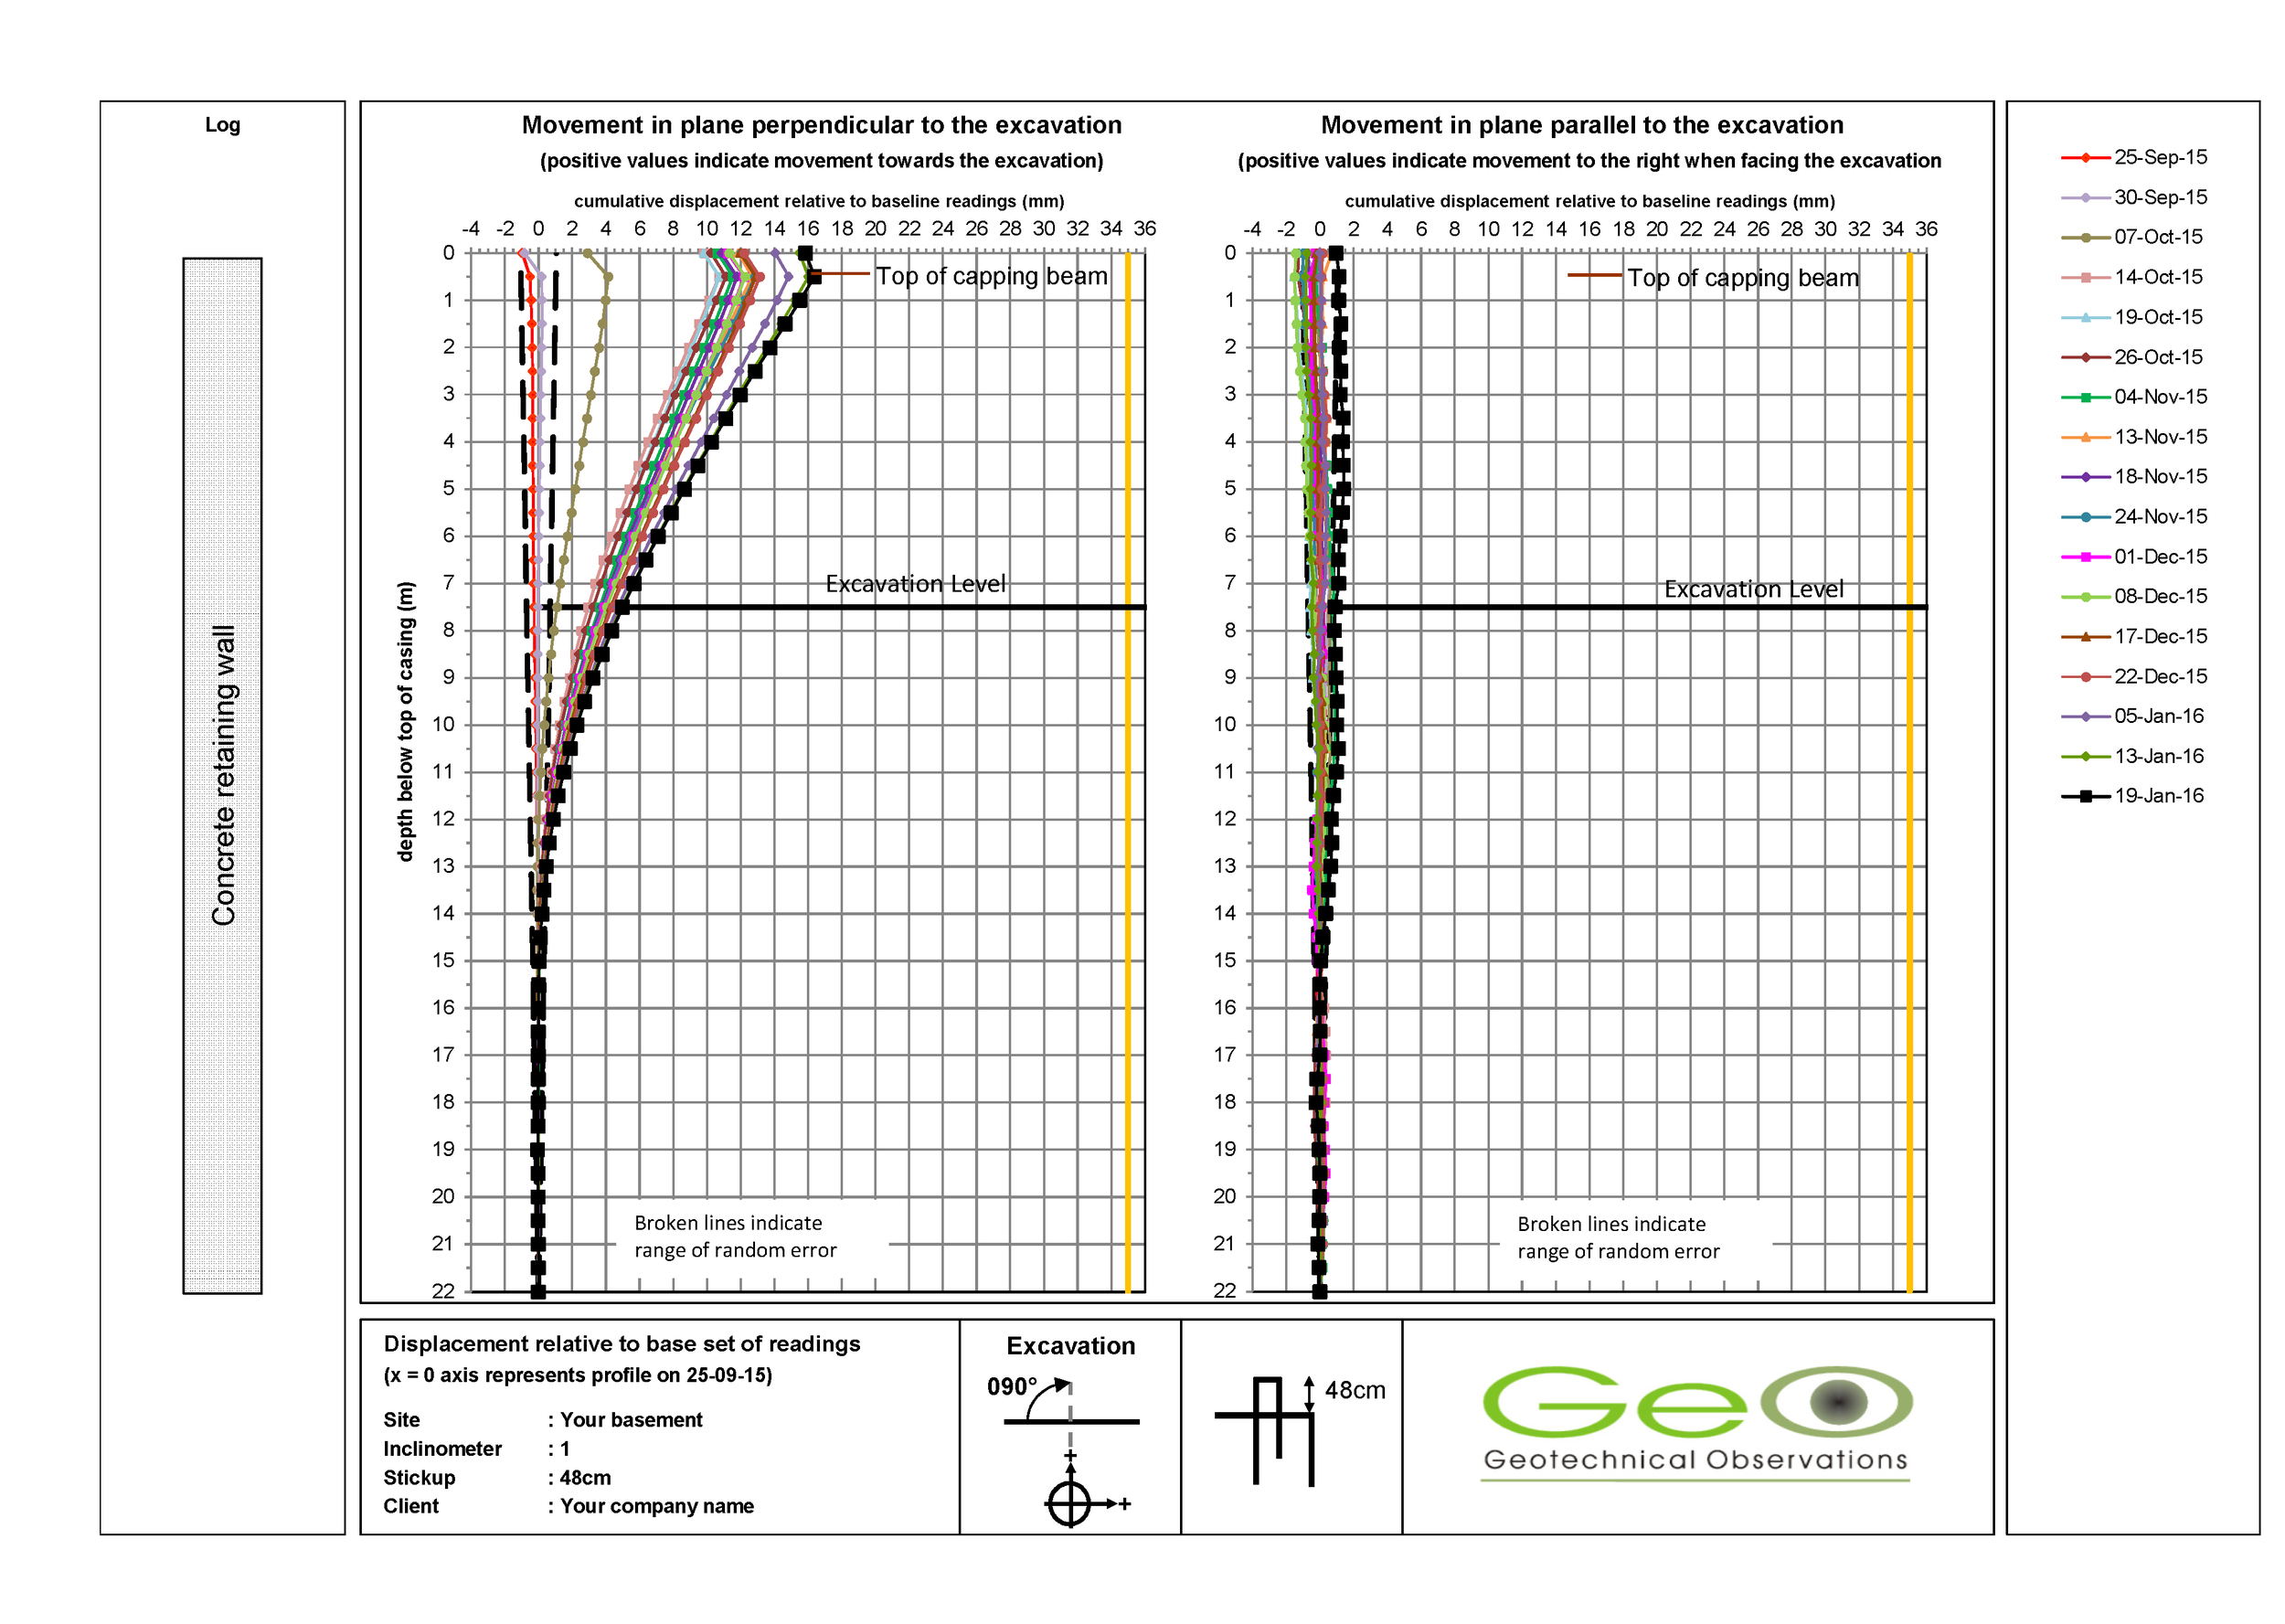 Log
Concrete retaining wall
Movement in plane perpendicular to the excavation
(positive values indicate movement towards the excavation)
cumulative displacement relative to baseline readings (mm)
-4 -2 0 2 4 6 8 10 12 14 16 18 20 22 24 26 28 30 32 34 36
depth below top of casing (m)
0
1
2
3
4
5
6
7
8
9
10
11
12
13
14
15
16
17
18
19
20
21
22
Top of capping beam
Excavation Level
Broken lines indicate
range of random error
Movement in plane parallel to the excavation
(positive values indicate movement to the right when facing the excavation
cumulative displacement relative to baseline readings (mm)
-4 -2 0 2 4 6 8 10 12 14 16 18 20 22 24 26 28 30 32 34 36
0
1
2
3
4
5
6
7
8
9
10
11
12
13
14
15
16
17
18
19
20
21
22
Top of capping beam
Excavation Level
Broken lines indicate
range of random error
25-Sep-15
30-Sep-15
07-Oct-15
14-Oct-15
19-Oct-15
26-Oct-15
04-Nov-15
13-Nov-15
18-Nov-15
24-Nov-15
01-Dec-15
08-Dec-15
17-Dec-15
22-Dec-15
05-Jan-16
13-Jan-16
19-Jan-16
Displacement relative to base set of readings
(x = 0 axis represents profile on 25-09-15)
Site : Your basement
Inclinometer : 1
Stickup : 48cm
Client : Your company name
Excavation
090°
+
+
48cm
Geo
Geotechnical Observations